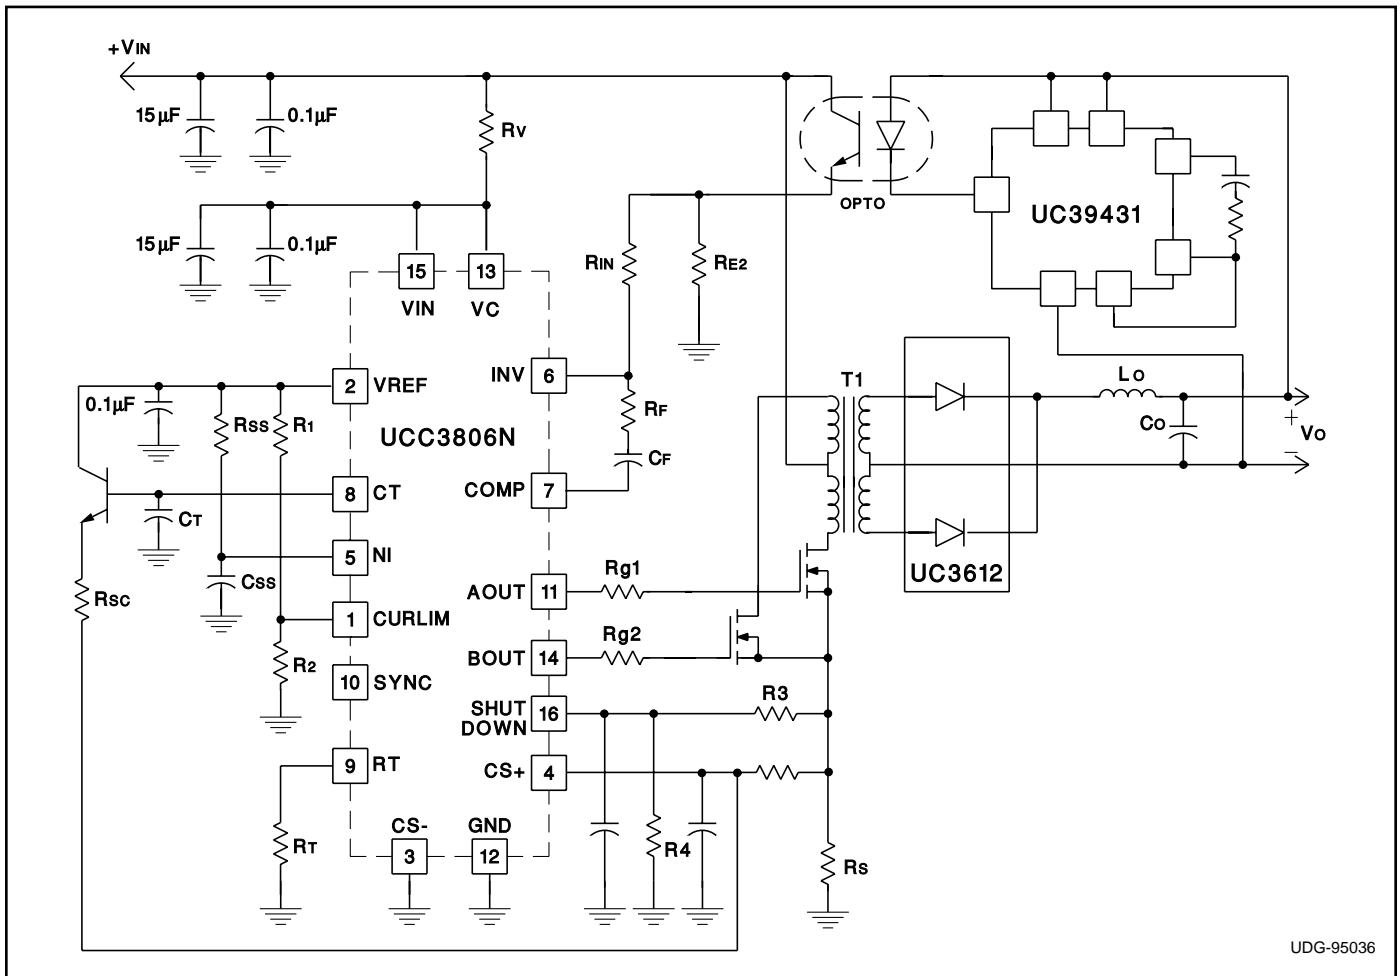 +VIN
15µF
0.1µF
RV
15µF
0.1µF
OPTO
UC39431
RIN
RE2
15
13
VIN
VC
2
VREF
INV
6
0.1µF
RSS
R1
RF
UCC3806N
CF
T1
LO
+
CO
VO
–
8
CT
COMP
7
CT
5
NI
CSS
UC3612
RSC
AOUT
11
Rg1
1
CURLIM
Rg2
R2
BOUT
14
10
SYNC
R3
SHUT
DOWN
16
9
RT
CS+
4
RT
CS-
GND
3
12
R4
RS
UDG-95036